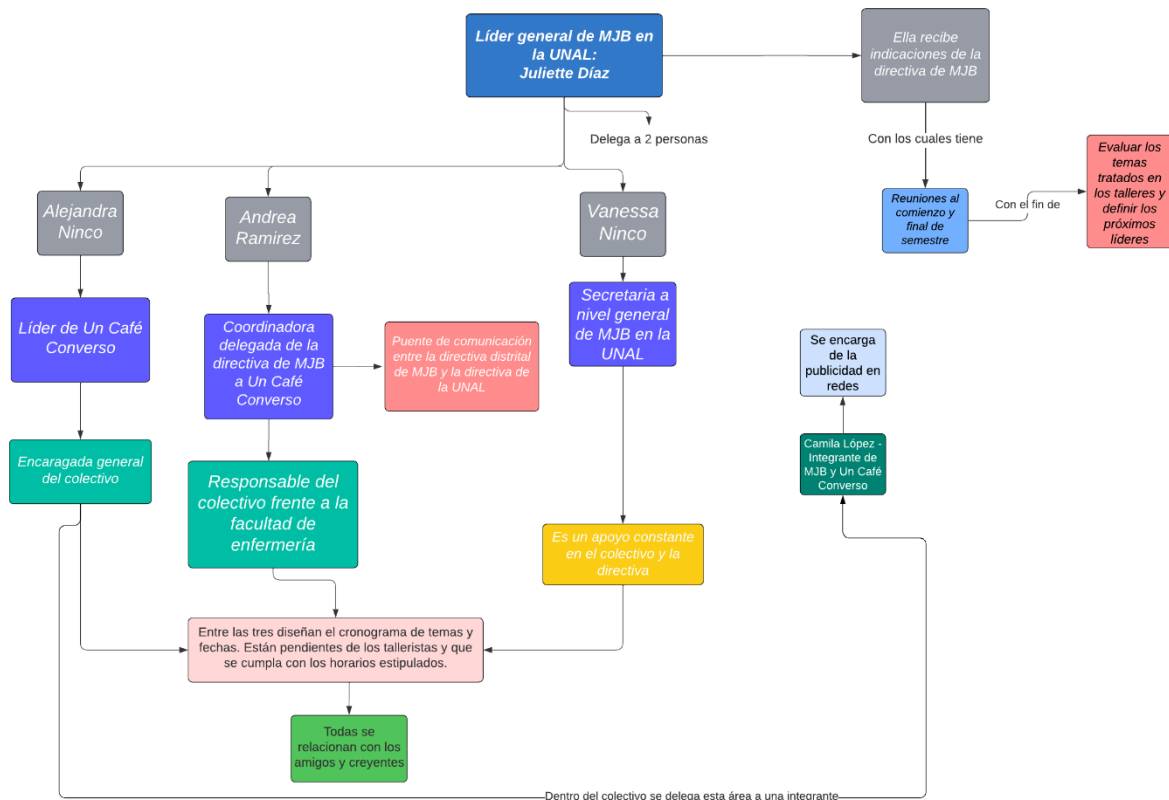 Líder general de MJB en
la UNAL:
Juliette Díaz
Ella recibe
indicaciones de la
directiva de MJB
Delega a 2 personas
Con los cuales tiene
Evaluar los
temas
tratados en
los talleres y
definir los
próximos
líderes
Reuniones al
comienzo y
final de
semestre
Con el fin de
Alejandra
Ninco
Andrea
Ramirez
Vanessa
Ninco
Líder de Un Café
Converso
Coordinadora
delegada de la
directiva de MJB
a Un Café
Converso
Puente de comunicación
entre la directiva distrital
de MJB y la directiva de
la UNAL
Secretaria a
nivel general
de MJB en la
UNAL
Se encarga
de la
publicidad en
redes
Camila López -
Integrante de
MJB y Un Café
Converso
Encaragada general
del colectivo
Responsable del
colectivo frente a la
facultad de
enfermería
Es un apoyo constante
en el colectivo y la
directiva
Entre las tres diseñan el cronograma de temas y
fechas. Están pendientes de los talleristas y que
se cumpla con los horarios estipulados.
Todas se
relacionan con los
amigos y creyentes
Dentro del colectivo se delega esta área a una integrante